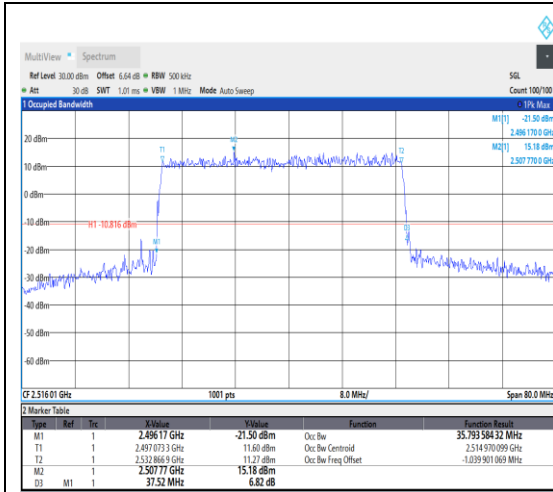 MultiView Spectrum
Ref Level 30.00 dBm Offset 6.64 dB RBW 500 kHz SGL
Att 30 dB SWT 1.01 ms VBW 1 MHz Mode Auto Sweep Count 100/100
1 Occupied Bandwidth 1Pk Max
M1[1] -21.50 dBm
2.496 170 0 GHz
M2[1] 15.18 dBm
2.507 770 0 GHz
20 dBm
T1 M2 T2
10 dBm
0 dBm
-10 dBm
H1 -10.816 dBm
D3
M1
-20 dBm
-30 dBm
-40 dBm
-50 dBm
-60 dBm
CF 2.516 01 GHz 1001 pts 8.0 MHz/ Span 80.0 MHz
2 Marker Table
Type Ref Trc X-Value Y-Value Function Function Result
M1 1 2.496 17 GHz -21.50 dBm Occ Bw 35.793 584 32 MHz
T1 1 2.497 073 3 GHz 11.60 dBm Occ Bw Centroid 2.514 970 099 GHz
T2 1 2.532 866 9 GHz 11.27 dBm Occ Bw Freq Offset -1.039 901 069 MHz
M2 1 2.507 77 GHz 15.18 dBm
D3 M1 1 37.52 MHz 6.82 dB